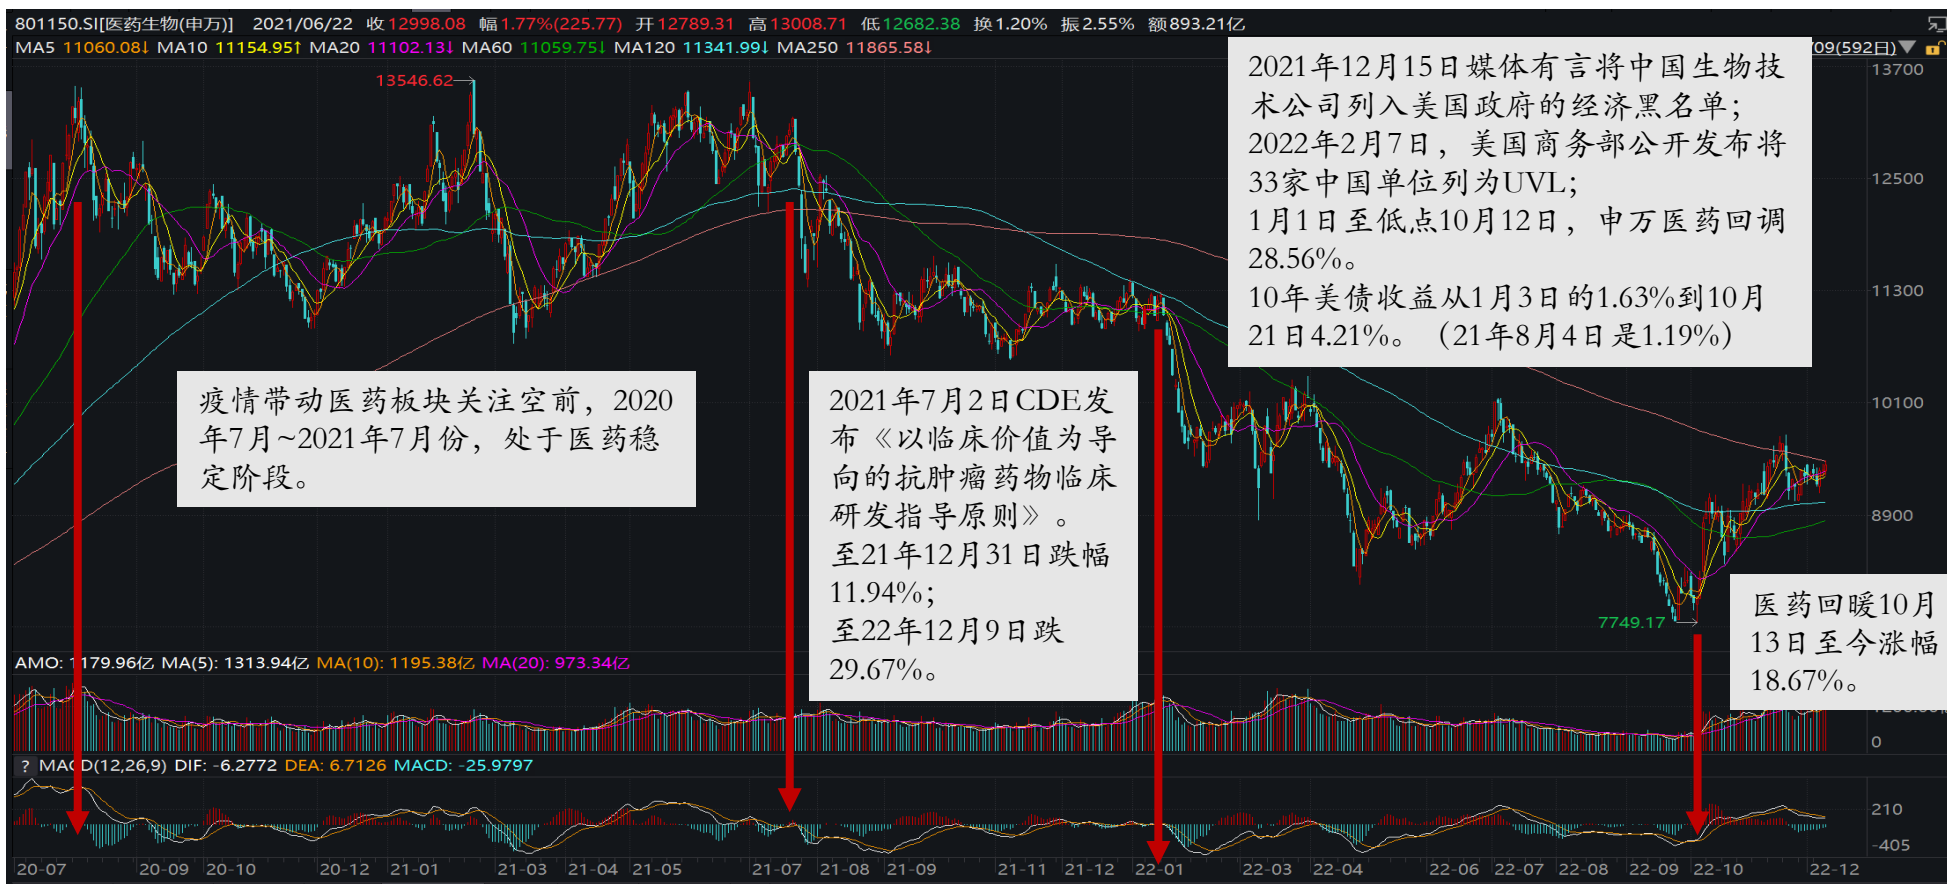 801150.SI[医药生物(申万)] 2021/06/22 收12998.08 幅1.77%(225.77) 开12789.31 高13008.71 低12682.38 换1.20% 振2.55% 额893.21亿
MA5 11060.08↓ MA10 11154.95↑ MA20 11102.13↓ MA60 11059.75↓ MA120 11341.99↓ MA250 11865.58↓
/09(592日)
13700
12500
11300
10100
8900
13546.62
7749.17
疫情带动医药板块关注空前，2020
年7月~2021年7月份，处于医药稳
定阶段。
2021年7月2日CDE发
布《以临床价值为导
向的抗肿瘤药物临床
研发指导原则》。
至21年12月31日跌幅
11.94%；
至22年12月9日跌
29.67%。
2021年12月15日媒体有言将中国生物技
术公司列入美国政府的经济黑名单；
2022年2月7日，美国商务部公开发布将
33家中国单位列为UVL；
1月1日至低点10月12日，申万医药回调
28.56%。
10年美债收益从1月3日的1.63%到10月
21日4.21%。（21年8月4日是1.19%）
医药回暖10月
13日至今涨幅
18.67%。
AMO: 1179.96亿 MA(5): 1313.94亿 MA(10): 1195.38亿 MA(20): 973.34亿
0
? MACD(12,26,9) DIF: -6.2772 DEA: 6.7126 MACD: -25.9797
210
-405
20-07 20-09 20-10 20-12 21-01 21-03 21-04 21-05 21-07 21-08 21-09 21-11 21-12 22-01 22-03 22-04 22-06 22-07 22-08 22-09 22-10 22-12